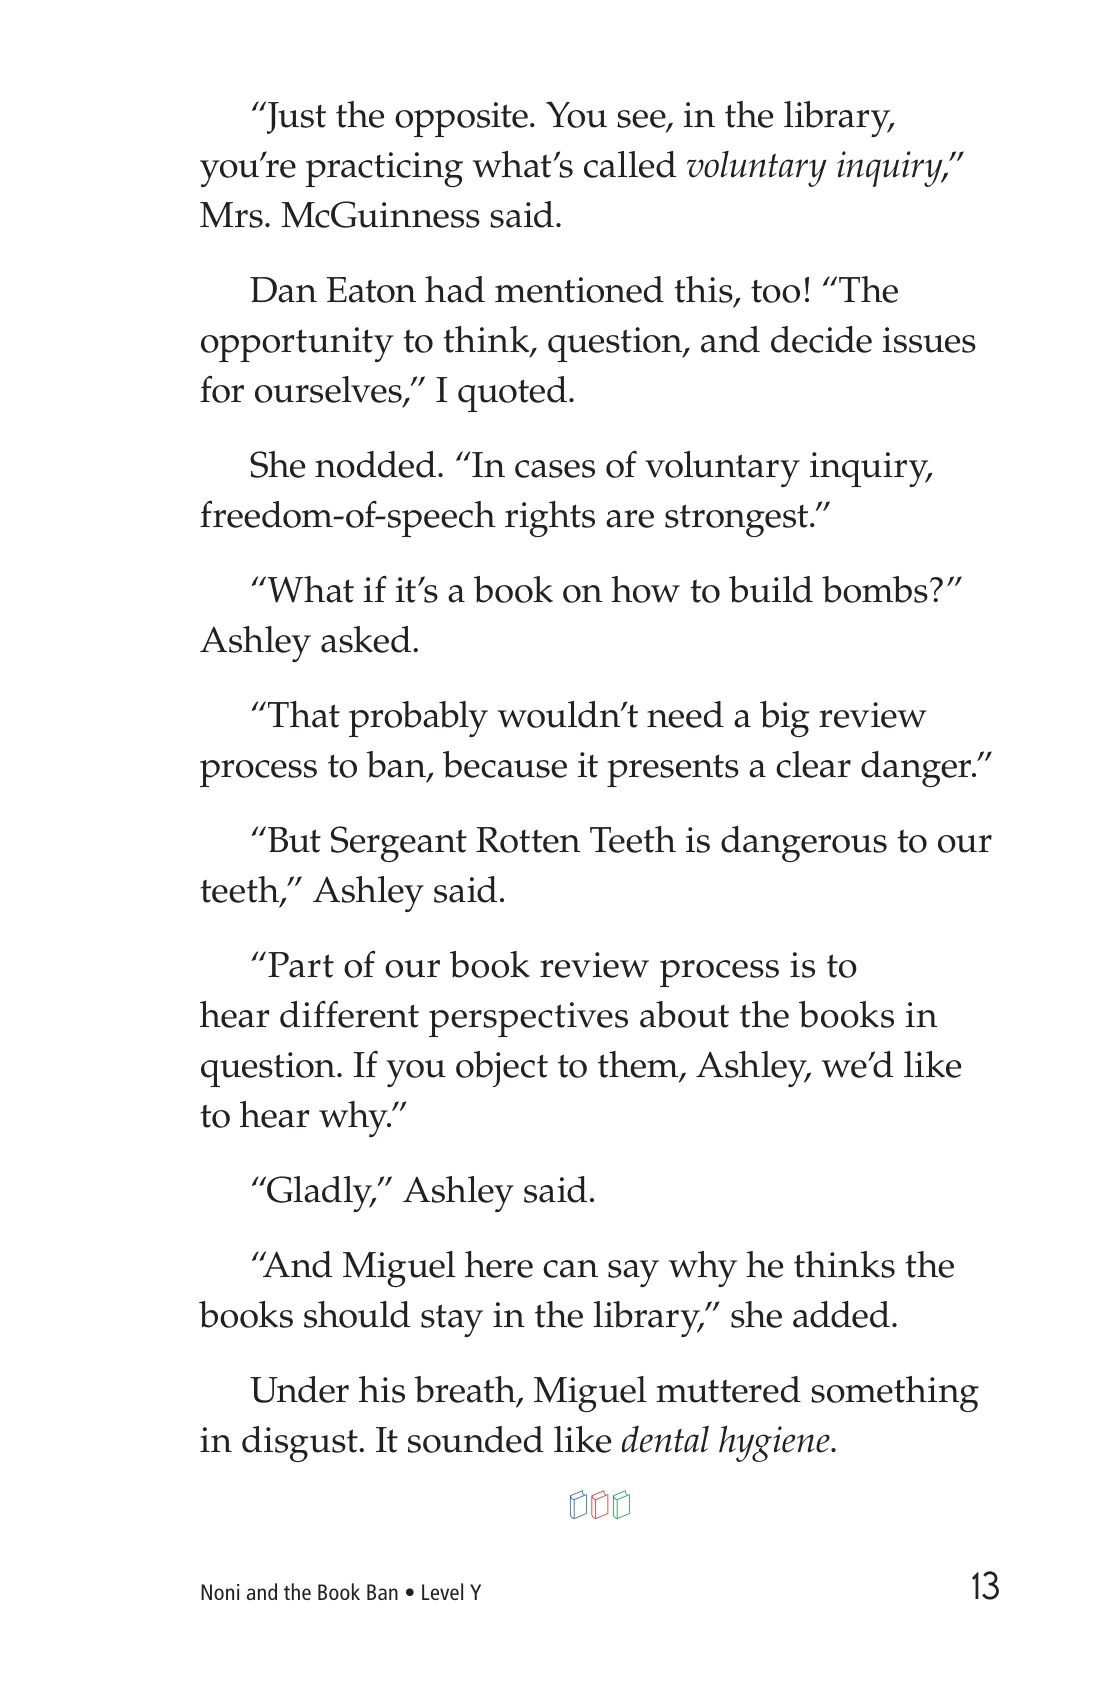 “Just the opposite. You see, in the library,
you’re practicing what’s called voluntary inquiry,”
Mrs. McGuinness said.
Dan Eaton had mentioned this, too! “The
opportunity to think, question, and decide issues
for ourselves,” I quoted.
She nodded. “In cases of voluntary inquiry,
freedom-of-speech rights are strongest.”
“What if it’s a book on how to build bombs?”
Ashley asked.
“That probably wouldn’t need a big review
process to ban, because it presents a clear danger.”
“But Sergeant Rotten Teeth is dangerous to our
teeth,” Ashley said.
“Part of our book review process is to
hear different perspectives about the books in
question. If you object to them, Ashley, we’d like
to hear why.”
“Gladly,” Ashley said.
“And Miguel here can say why he thinks the
books should stay in the library,” she added.
Under his breath, Miguel muttered something
in disgust. It sounded like dental hygiene.
Noni and the Book Ban • Level Y
13